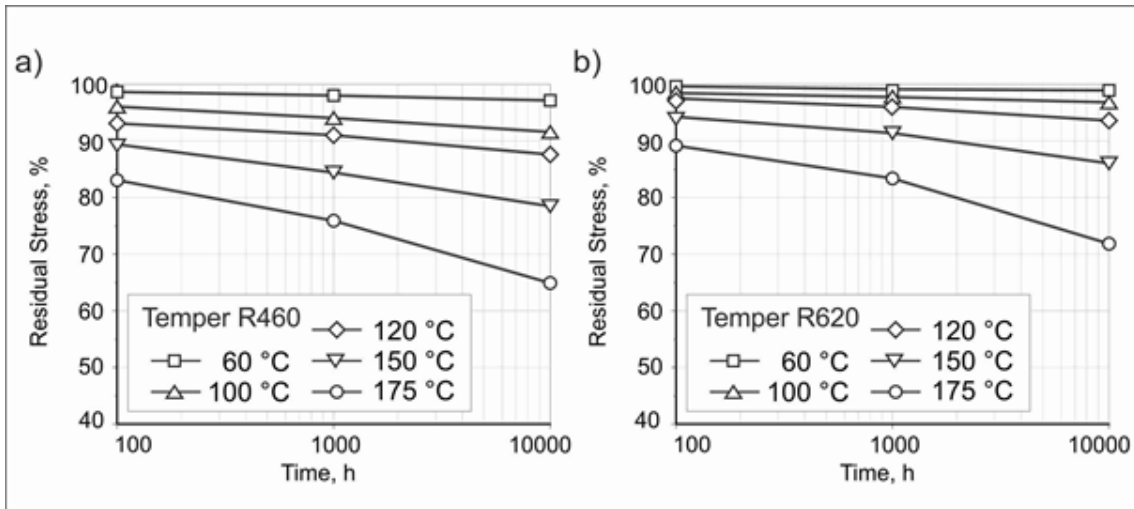 a)
100
90
80
70
60
50
40
Residual Stress, %
Temper R460
60 °C
100 °C
120 °C
150 °C
175 °C
100 1000 10000
Time, h
b)
100
90
80
70
60
50
40
Residual Stress, %
Temper R620
60 °C
100 °C
120 °C
150 °C
175 °C
100 1000 10000
Time, h